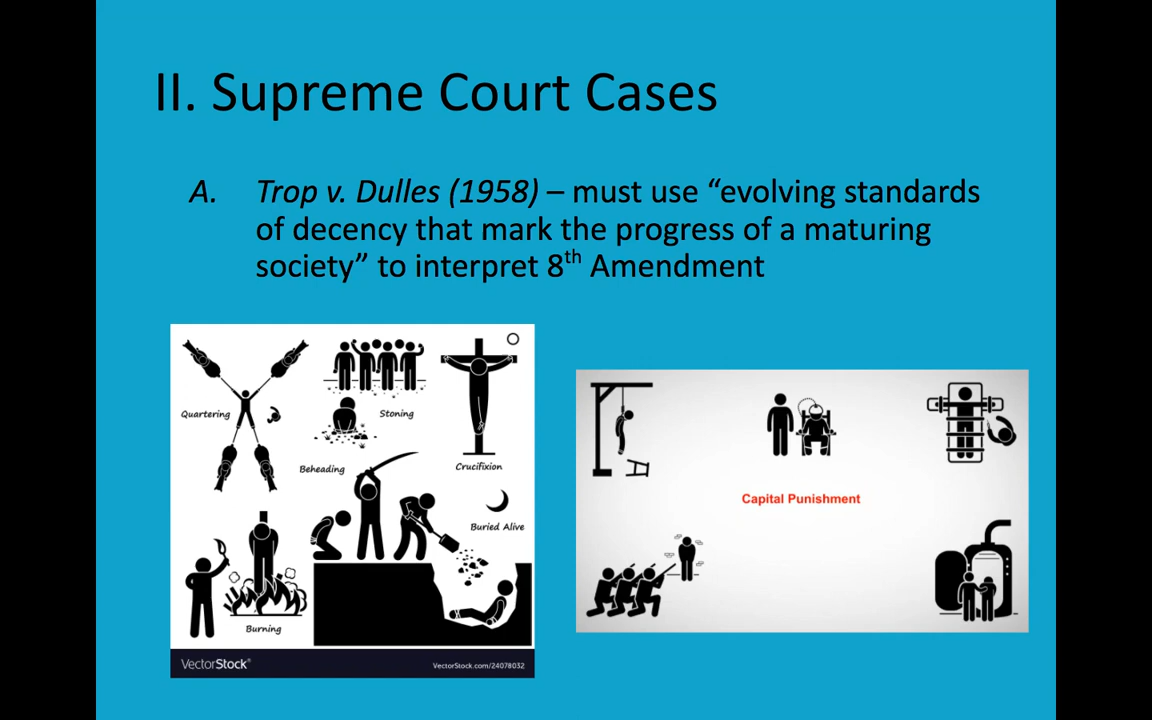 II. Supreme Court Cases
A. Trop v. Dulles (1958) – must use “evolving standards
of decency that mark the progress of a maturing
society” to interpret 8th Amendment
Quartering
Stoning
Beheading
Crucifixion
Buried Alive
Burning
VectorStock®
VectorStock.com/24078032
Capital Punishment